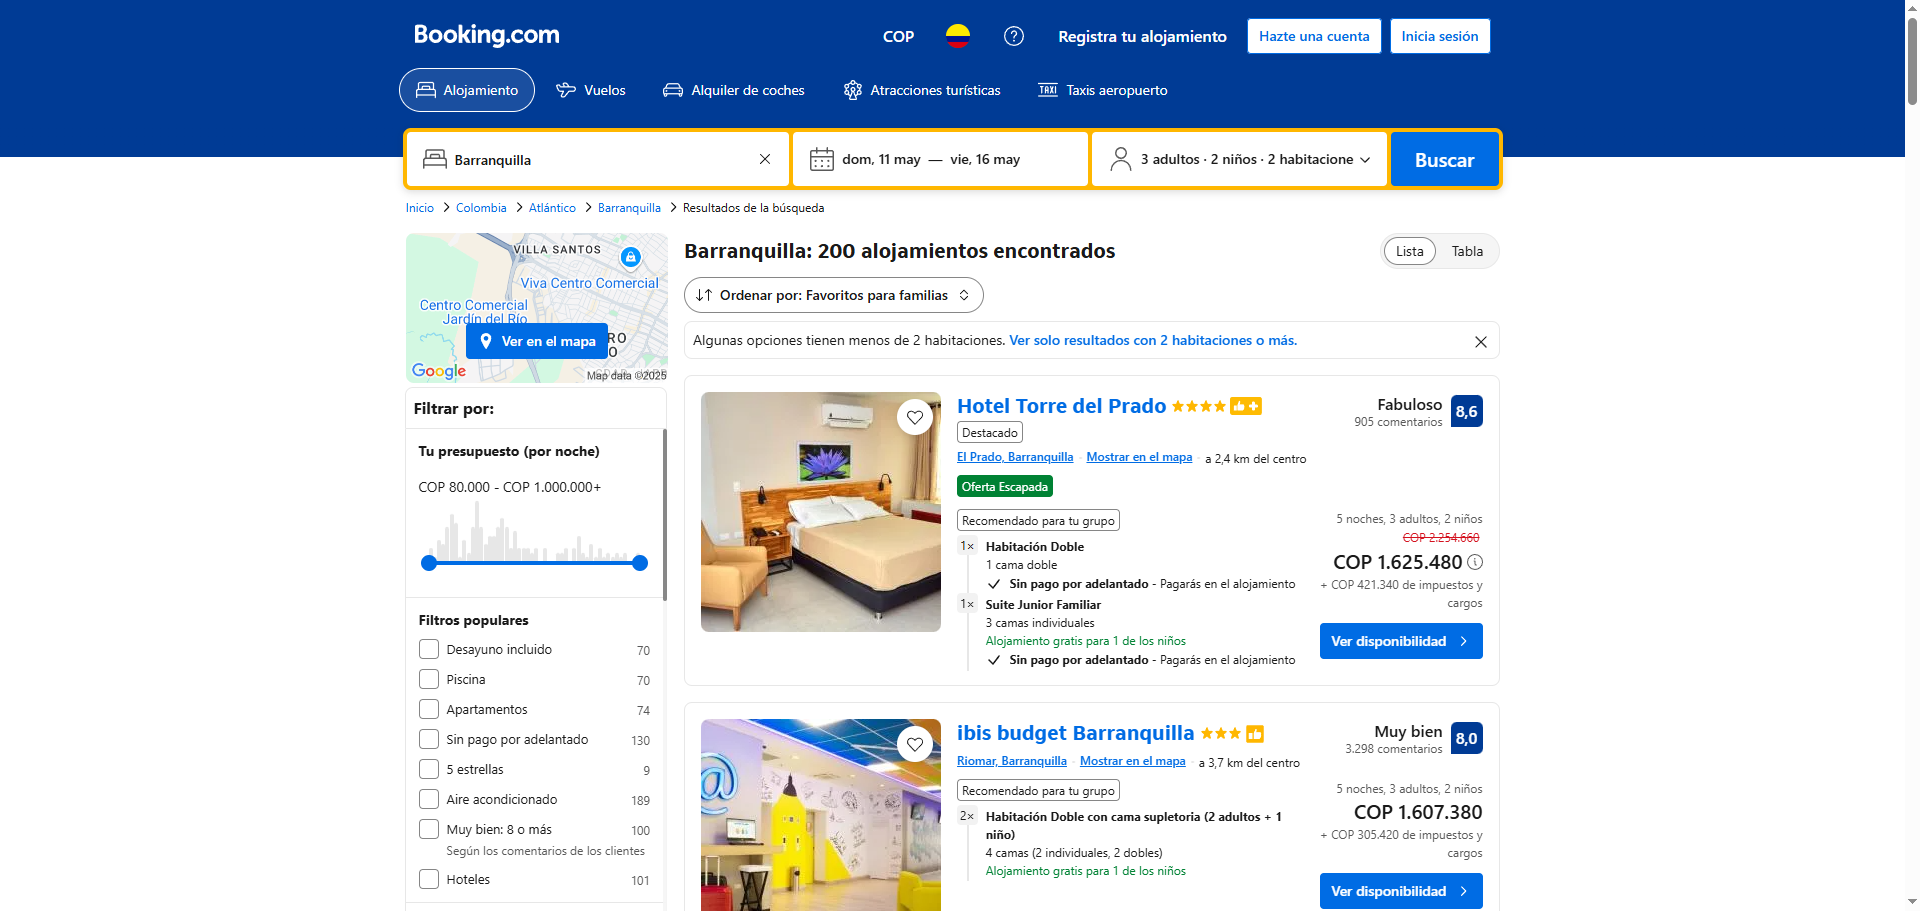 Booking.com
COP
Registra tu alojamiento
Hazte una cuenta
Inicia sesión
Alojamiento
Vuelos
Alquiler de coches
Atracciones turísticas
TAXI Taxis aeropuerto
Barranquilla
dom, 11 may — vie, 16 may
3 adultos · 2 niños · 2 habitacione
Buscar
Inicio > Colombia > Atlántico > Barranquilla > Resultados de la búsqueda
VILLA SANTOS
Viva Centro Comercial
Centro Comercial
Jardín del Río
Ver en el mapa
RO
O
Google
Map data ©2025
Filtrar por:
Tu presupuesto (por noche)
COP 80.000 - COP 1.000.000+
Filtros populares
Desayuno incluido 70
Piscina 70
Apartamentos 74
Sin pago por adelantado 130
5 estrellas 9
Aire acondicionado 189
Muy bien: 8 o más 100
Según los comentarios de los clientes
Hoteles 101
Barranquilla: 200 alojamientos encontrados
Lista
Tabla
Ordenar por: Favoritos para familias
Algunas opciones tienen menos de 2 habitaciones. Ver solo resultados con 2 habitaciones o más.
Hotel Torre del Prado
Fabuloso
905 comentarios
8,6
Destacado
El Prado, Barranquilla · Mostrar en el mapa · a 2,4 km del centro
Oferta Escapada
Recomendado para tu grupo
1× Habitación Doble
1 cama doble
Sin pago por adelantado - Pagarás en el alojamiento
1× Suite Junior Familiar
3 camas individuales
Alojamiento gratis para 1 de los niños
Sin pago por adelantado - Pagarás en el alojamiento
5 noches, 3 adultos, 2 niños
COP 2.254.660
COP 1.625.480
+ COP 421.340 de impuestos y
cargos
Ver disponibilidad
ibis budget Barranquilla
Muy bien
3.298 comentarios
8,0
Riomar, Barranquilla · Mostrar en el mapa · a 3,7 km del centro
Recomendado para tu grupo
2× Habitación Doble con cama supletoria (2 adultos + 1
niño)
4 camas (2 individuales, 2 dobles)
Alojamiento gratis para 1 de los niños
5 noches, 3 adultos, 2 niños
COP 1.607.380
+ COP 305.420 de impuestos y
cargos
Ver disponibilidad